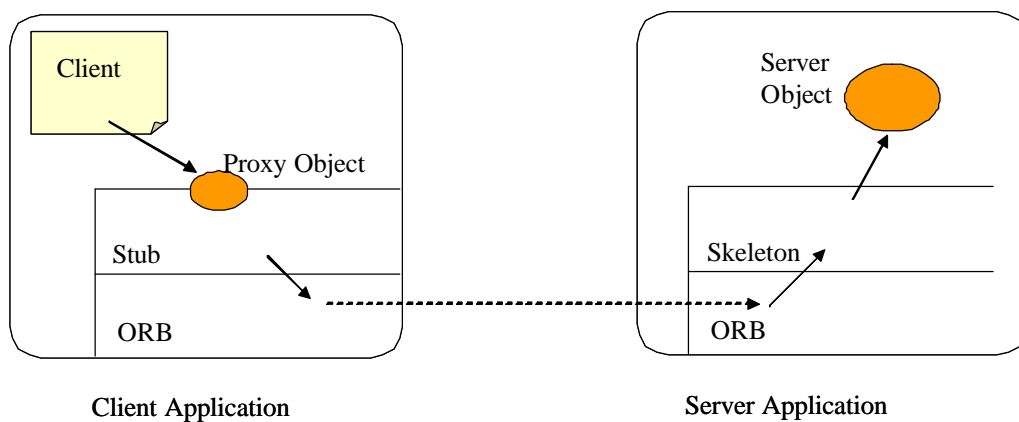 Client
Proxy Object
Stub
ORB
Client Application
Server
Object
Skeleton
ORB
Server Application